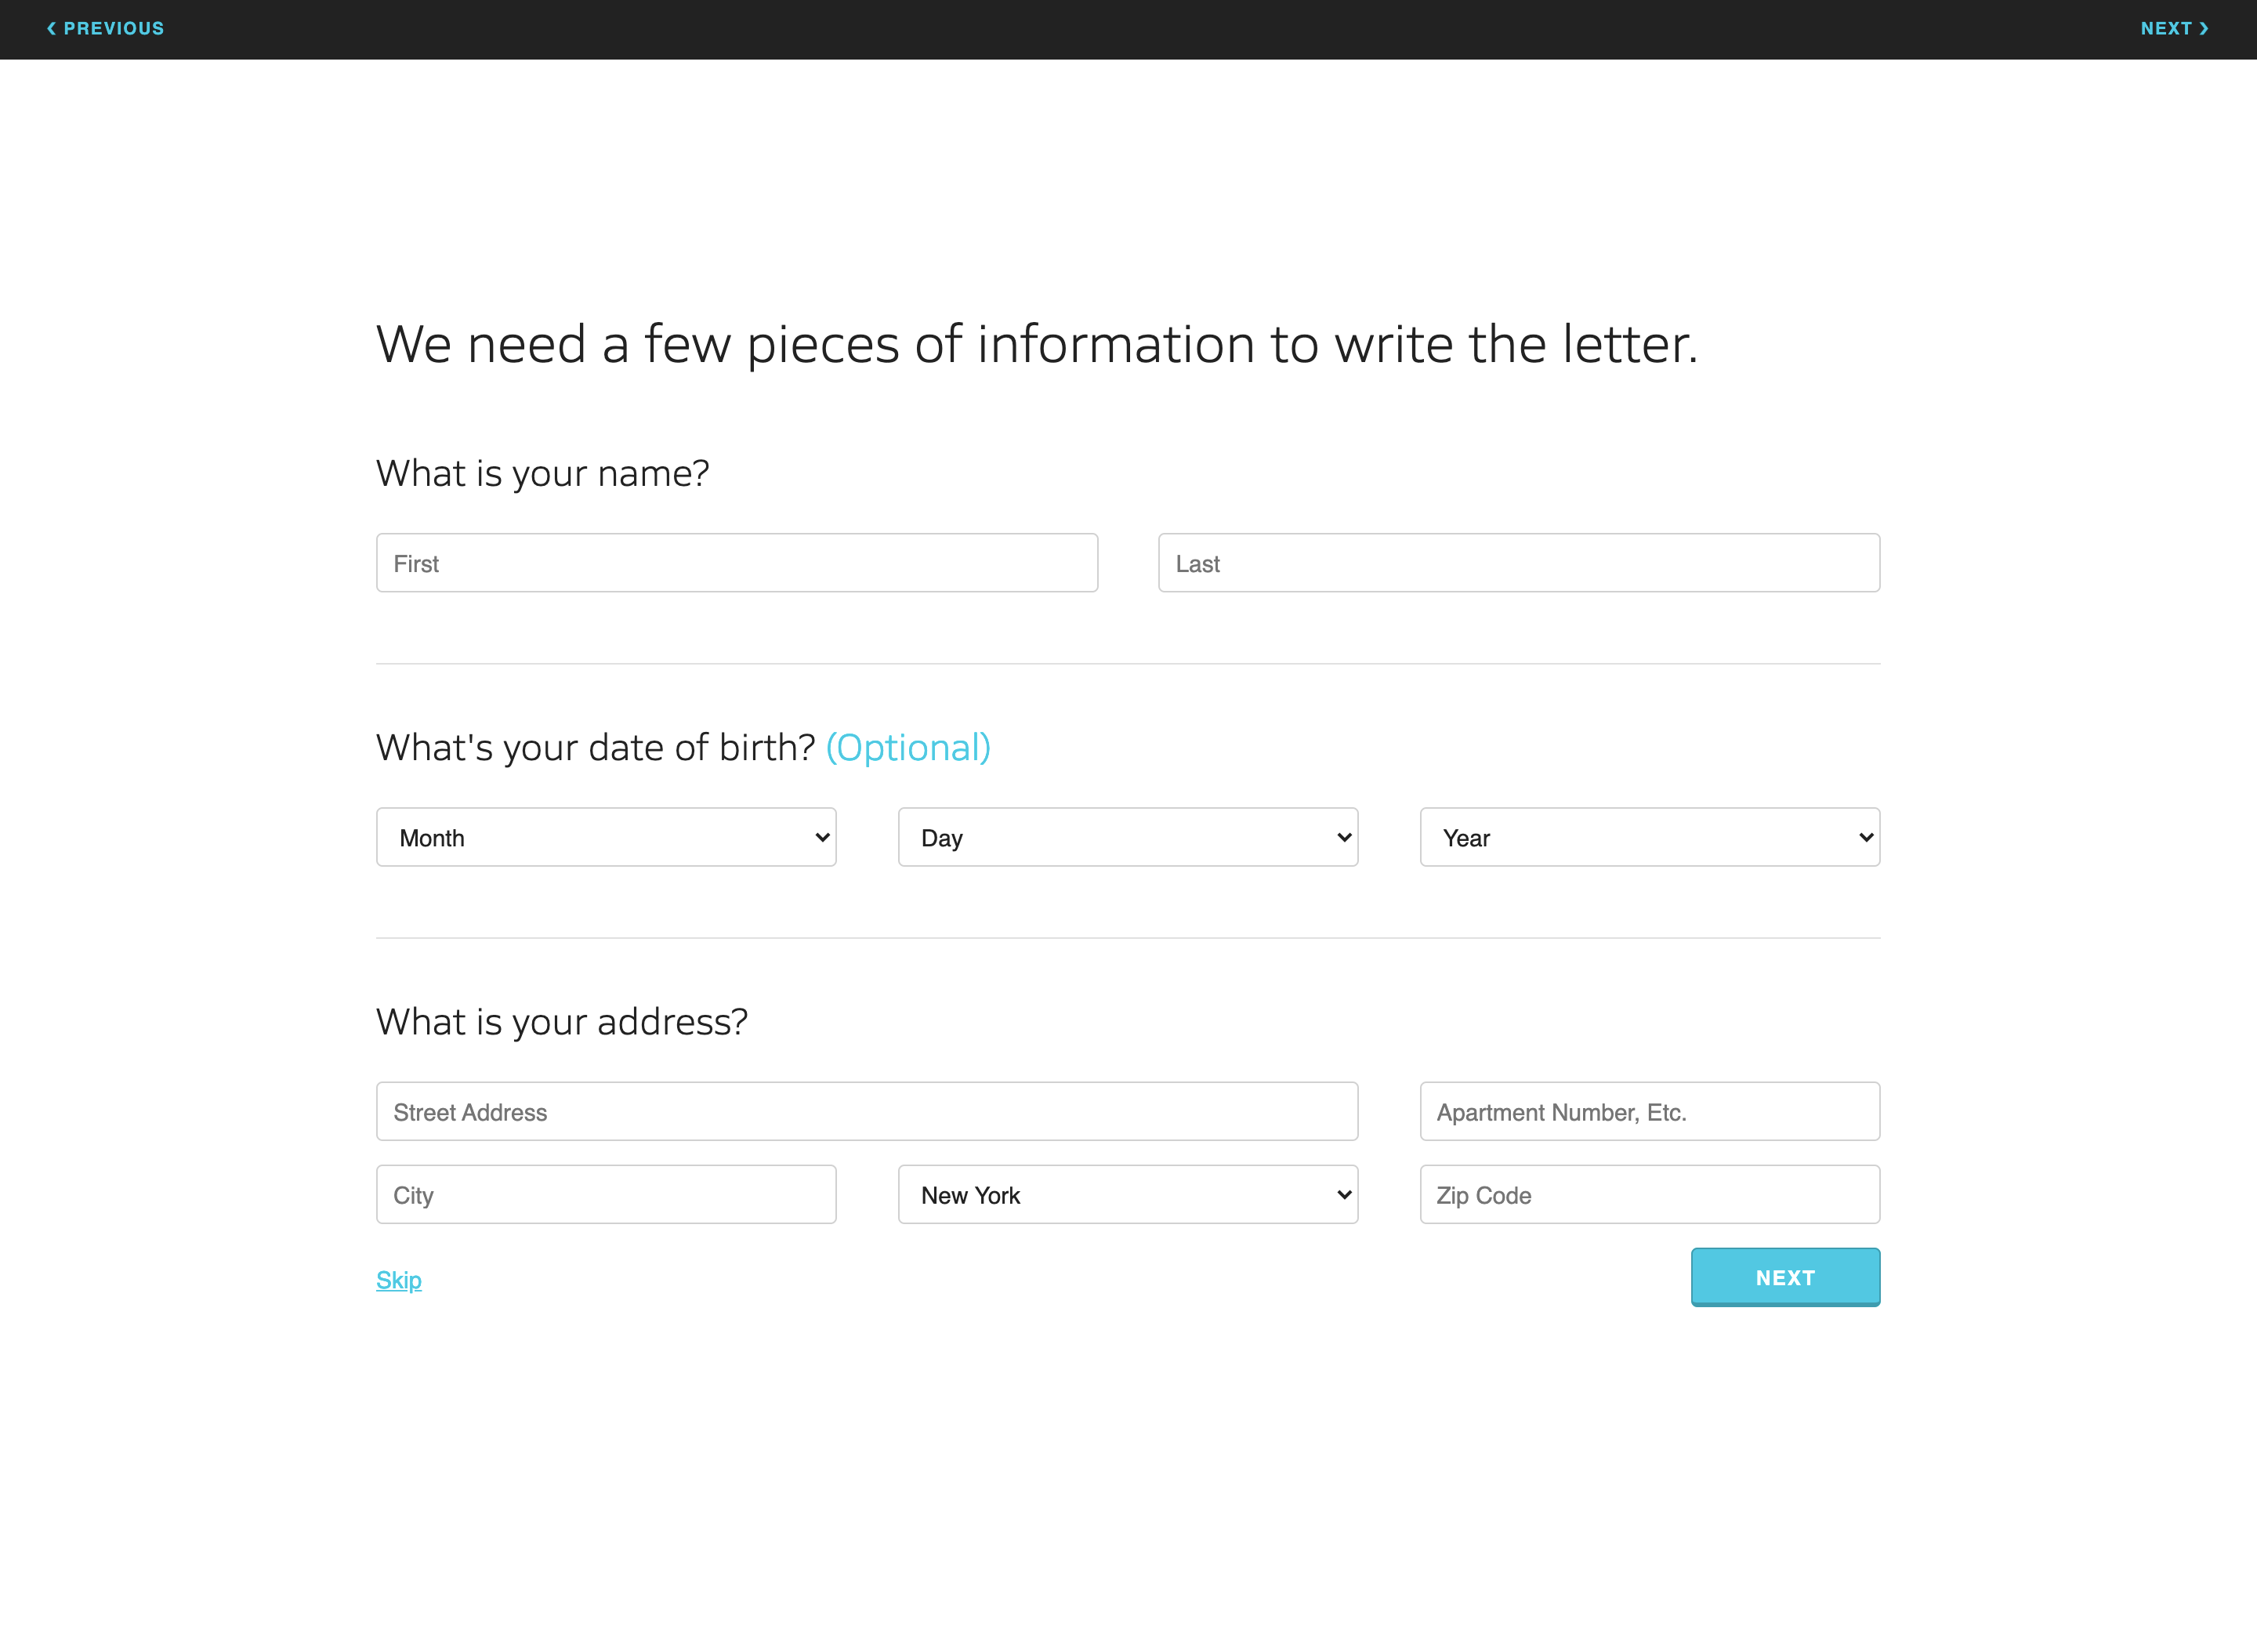 PREVIOUS
NEXT
We need a few pieces of information to write the letter.
What is your name?
First
Last
What's your date of birth? (Optional)
Month
Day
Year
What is your address?
Street Address
Apartment Number, Etc.
City
New York
Zip Code
Skip
NEXT